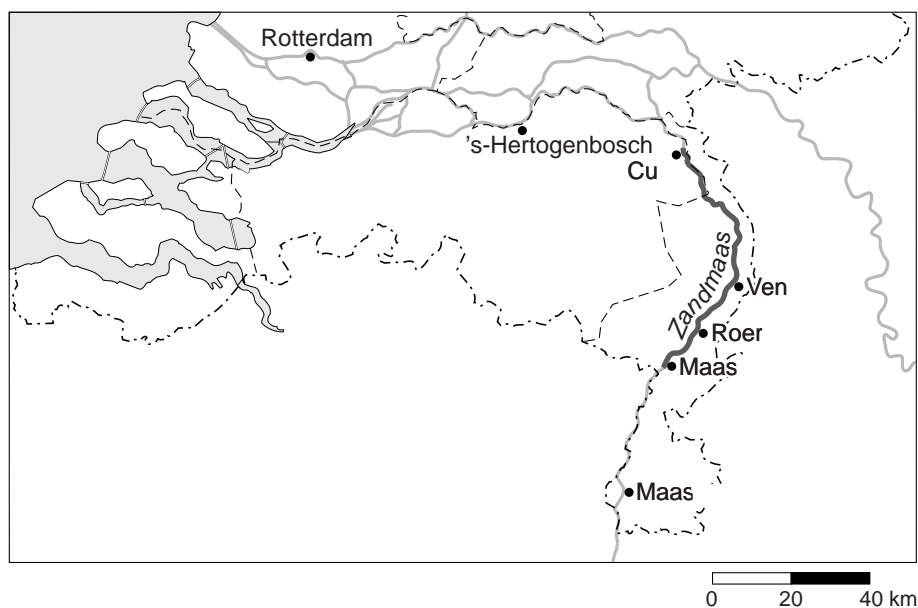 Rotterdam
's-Hertogenbosch
Cu
Zandmaas
Ven
Roer
Maas
Maas
0 20 40 km